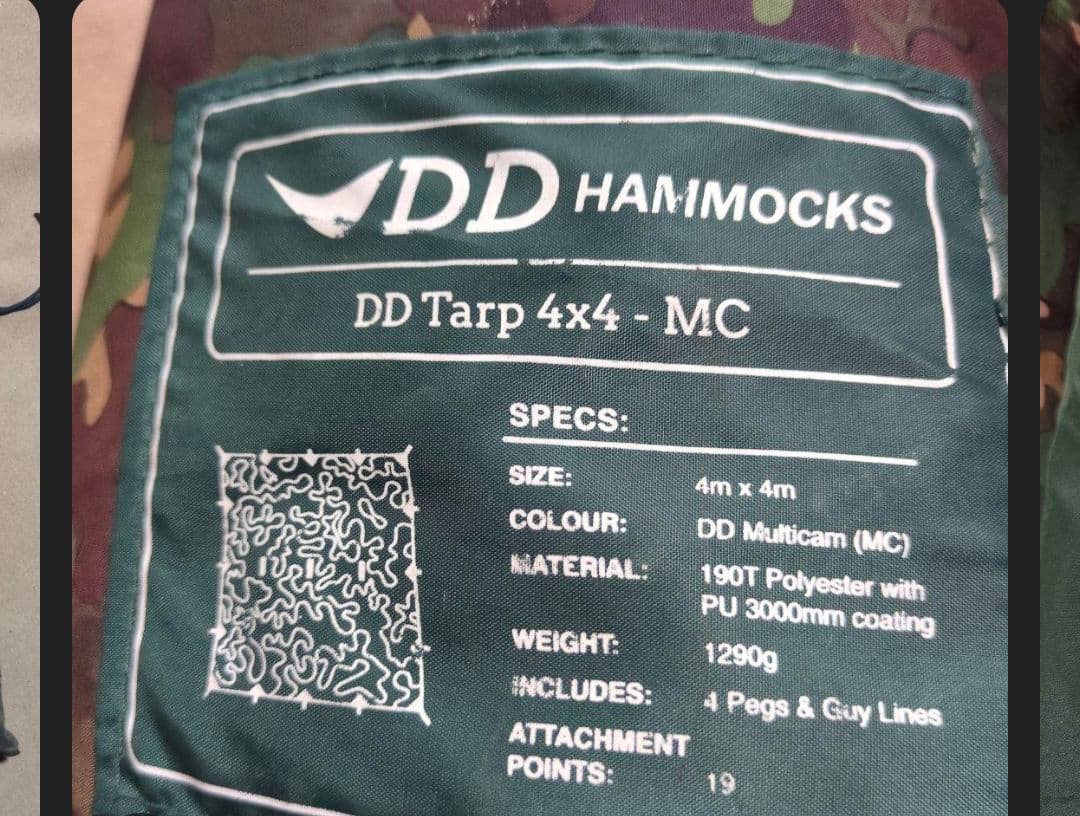 DD HAMMOCKS
DD Tarp 4x4 - MC
SPECS:
SIZE: 4m x 4m
COLOUR: DD Multicam (MC)
MATERIAL: 190T Polyester with
PU 3000mm coating
WEIGHT: 1290g
INCLUDES: 4 Pegs & Guy Lines
ATTACHMENT
POINTS: 19